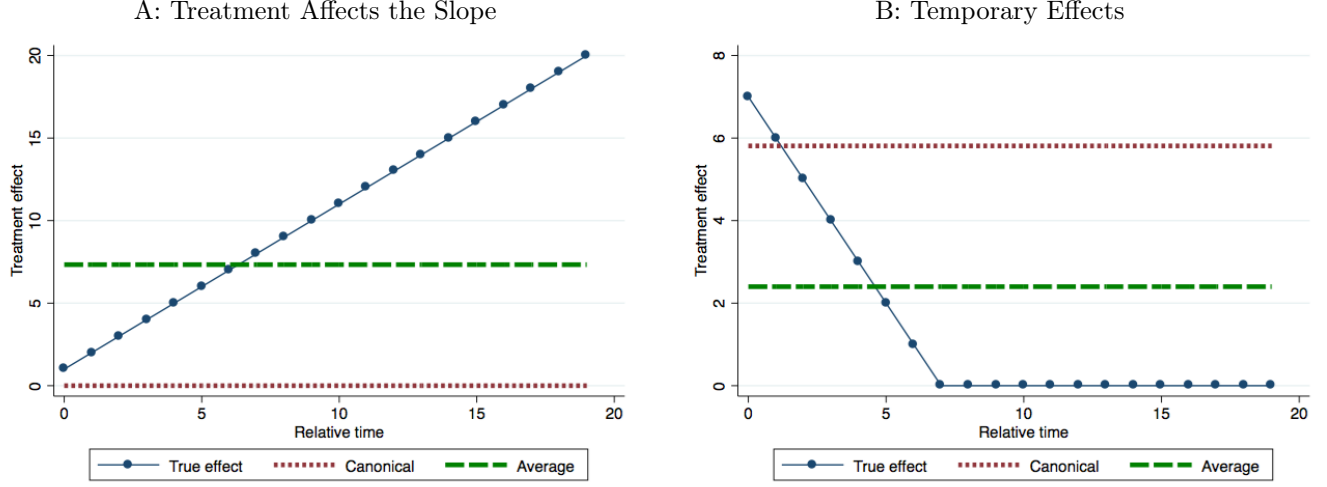 A: Treatment Affects the Slope
20
15
10
5
0
Treatment effect
0 5 10 15 20
Relative time
True effect Canonical Average
B: Temporary Effects
8
6
4
2
0
Treatment effect
0 5 10 15 20
Relative time
True effect Canonical Average